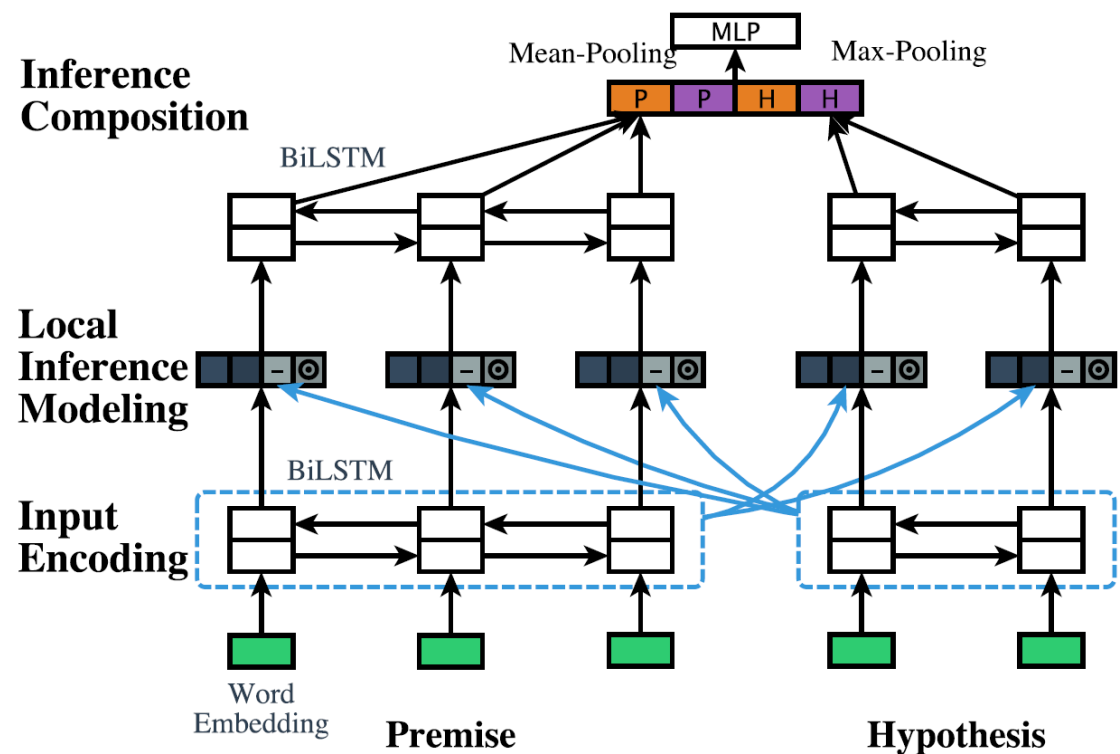 MLP
Mean-Pooling
Max-Pooling
P P H H
Inference
Composition
BiLSTM
Local
Inference
Modeling
− ⊙ − ⊙ − ⊙ − ⊙ − ⊙
BiLSTM
Input
Encoding
Word
Embedding
Premise
Hypothesis